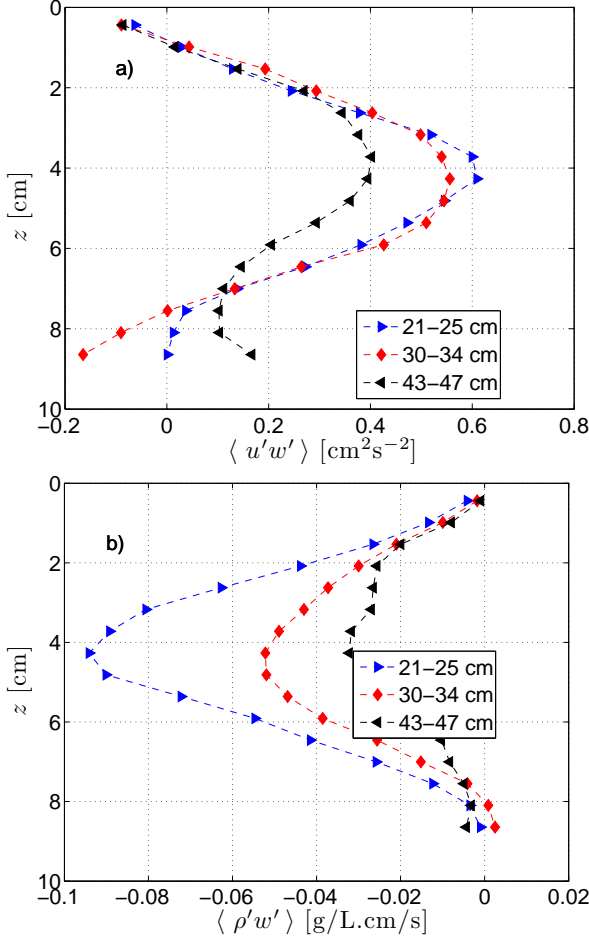 0
2
4
6
8
10
z [cm]
a)
21−25 cm
30−34 cm
43−47 cm
−0.2
0
0.2
0.4
0.6
0.8
⟨ u′w′ ⟩ [cm²s⁻²]
0
2
4
6
8
10
z [cm]
b)
21−25 cm
30−34 cm
43−47 cm
−0.1
−0.08
−0.06
−0.04
−0.02
0
0.02
⟨ ρ′w′ ⟩ [g/L.cm/s]